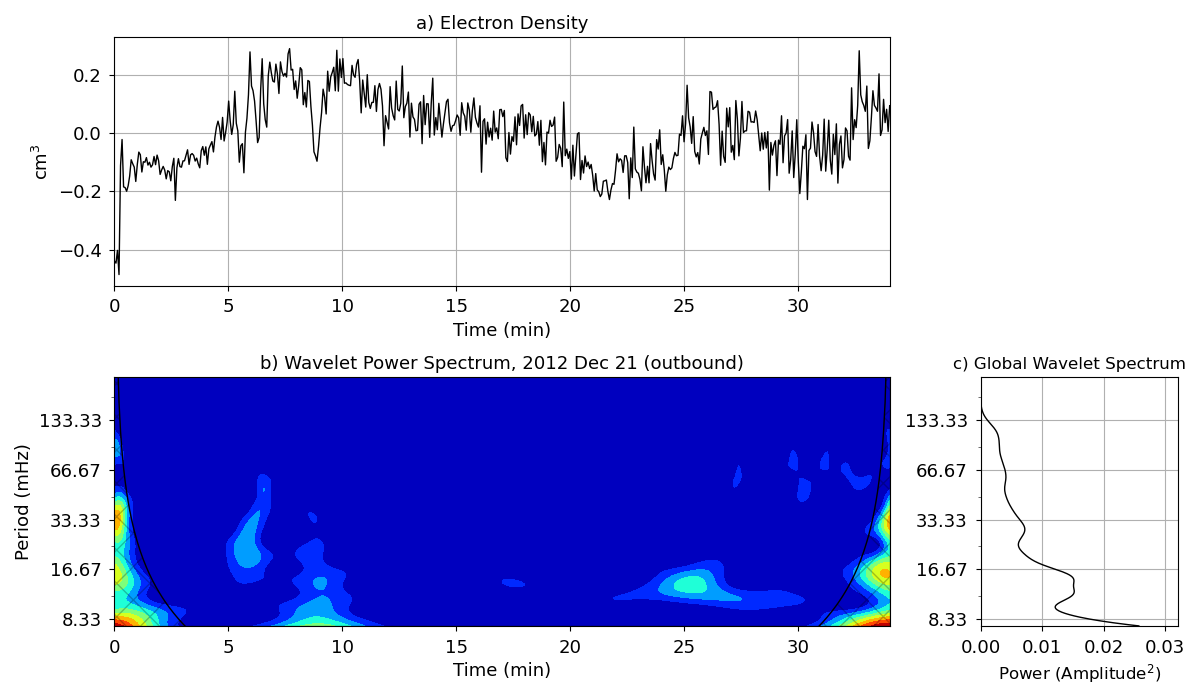 a) Electron Density
0.2
0.0
−0.2
−0.4
cm³
0 5 10 15 20 25 30
Time (min)
b) Wavelet Power Spectrum, 2012 Dec 21 (outbound)
133.33
66.67
33.33
16.67
8.33
Period (mHz)
0 5 10 15 20 25 30
Time (min)
c) Global Wavelet Spectrum
133.33
66.67
33.33
16.67
8.33
0.00 0.01 0.02 0.03
Power (Amplitude²)